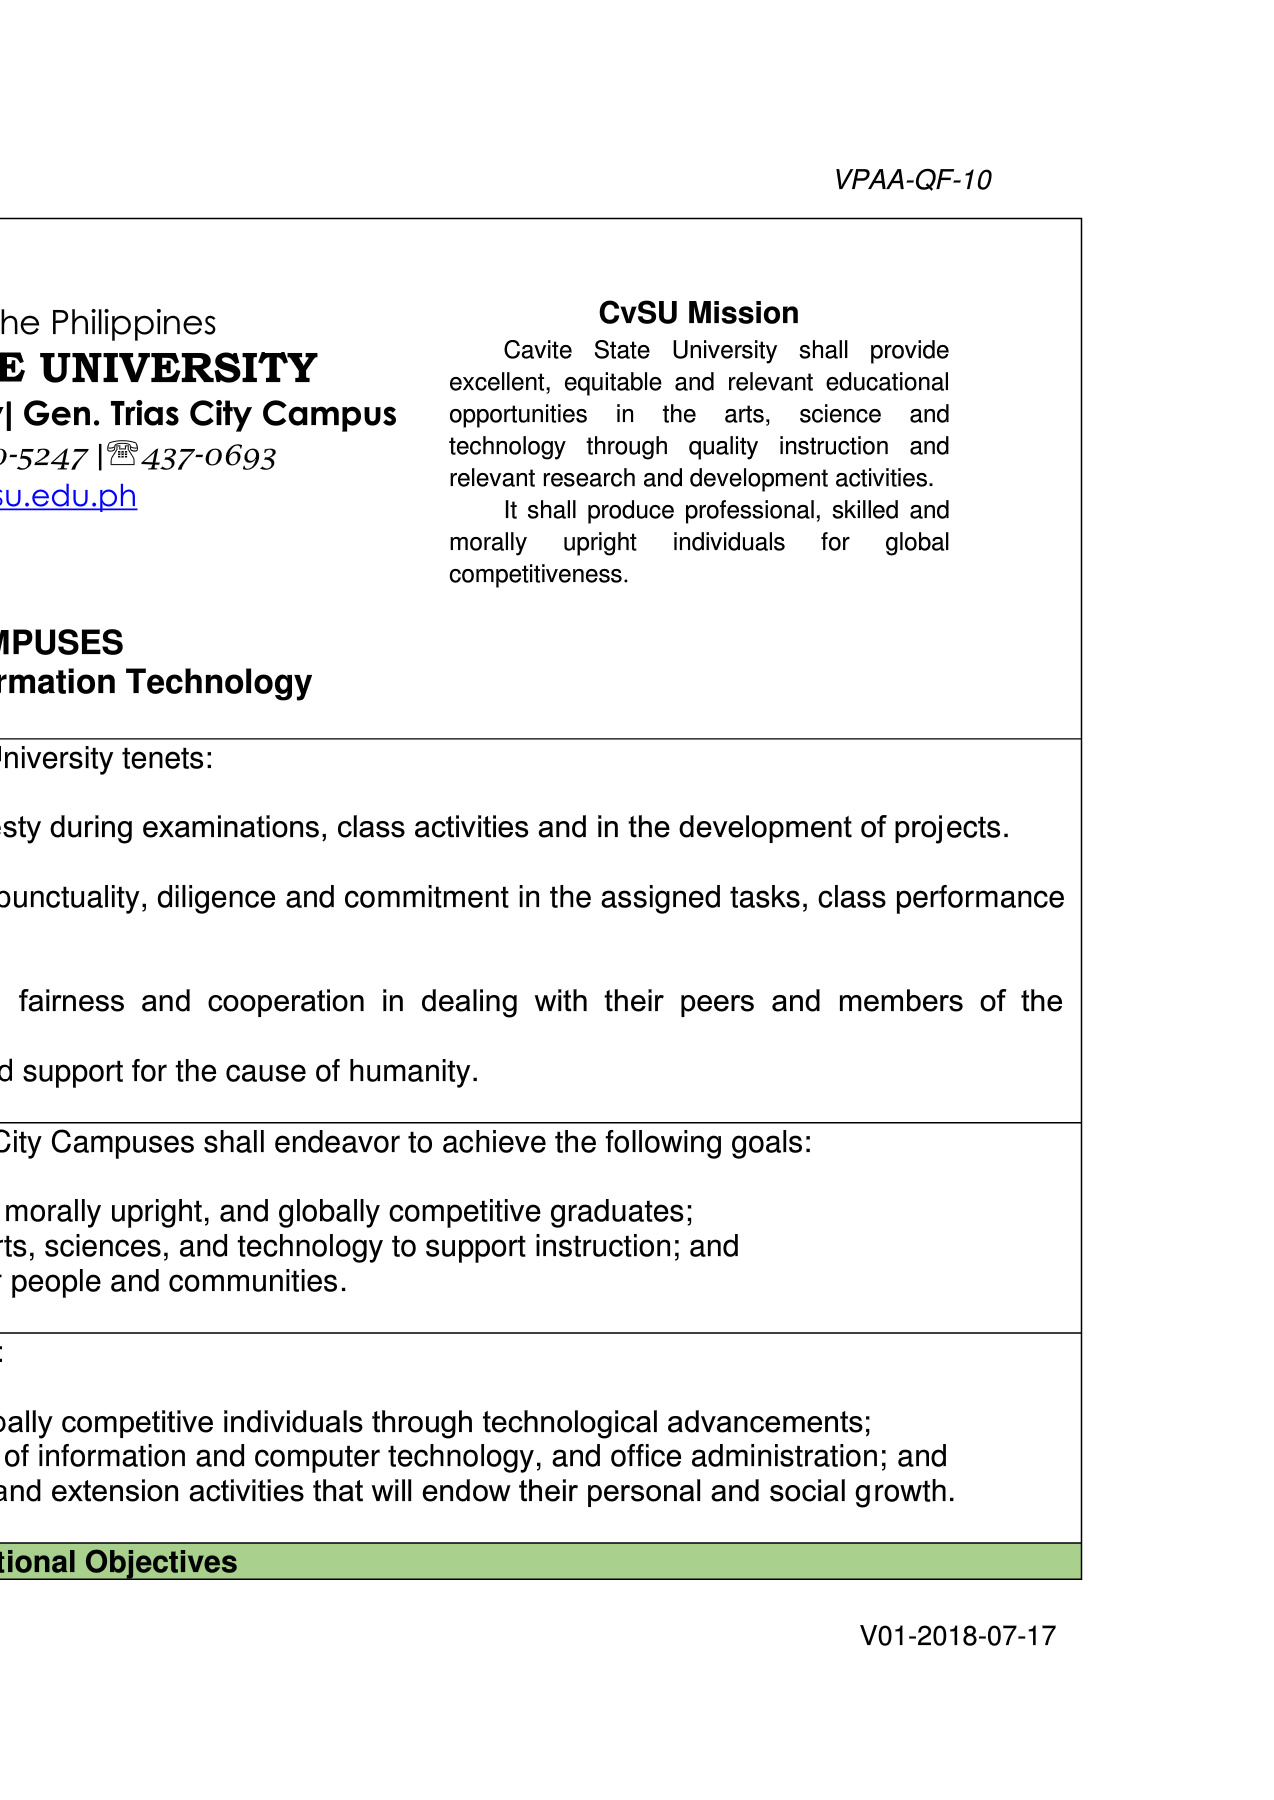 VPAA-QF-10
he Philippines
E UNIVERSITY
| Gen. Trias City Campus
-5247 |☏437-0693
su.edu.ph
CvSU Mission
Cavite State University shall provide
excellent, equitable and relevant educational
opportunities in the arts, science and
technology through quality instruction and
relevant research and development activities.
It shall produce professional, skilled and
morally upright individuals for global
competitiveness.
MPUSES
rmation Technology
University tenets:
esty during examinations, class activities and in the development of projects.
punctuality, diligence and commitment in the assigned tasks, class performance
fairness and cooperation in dealing with their peers and members of the
d support for the cause of humanity.
City Campuses shall endeavor to achieve the following goals:
morally upright, and globally competitive graduates;
rts, sciences, and technology to support instruction; and
r people and communities.
:
bally competitive individuals through technological advancements;
of information and computer technology, and office administration; and
and extension activities that will endow their personal and social growth.
tional Objectives
V01-2018-07-17